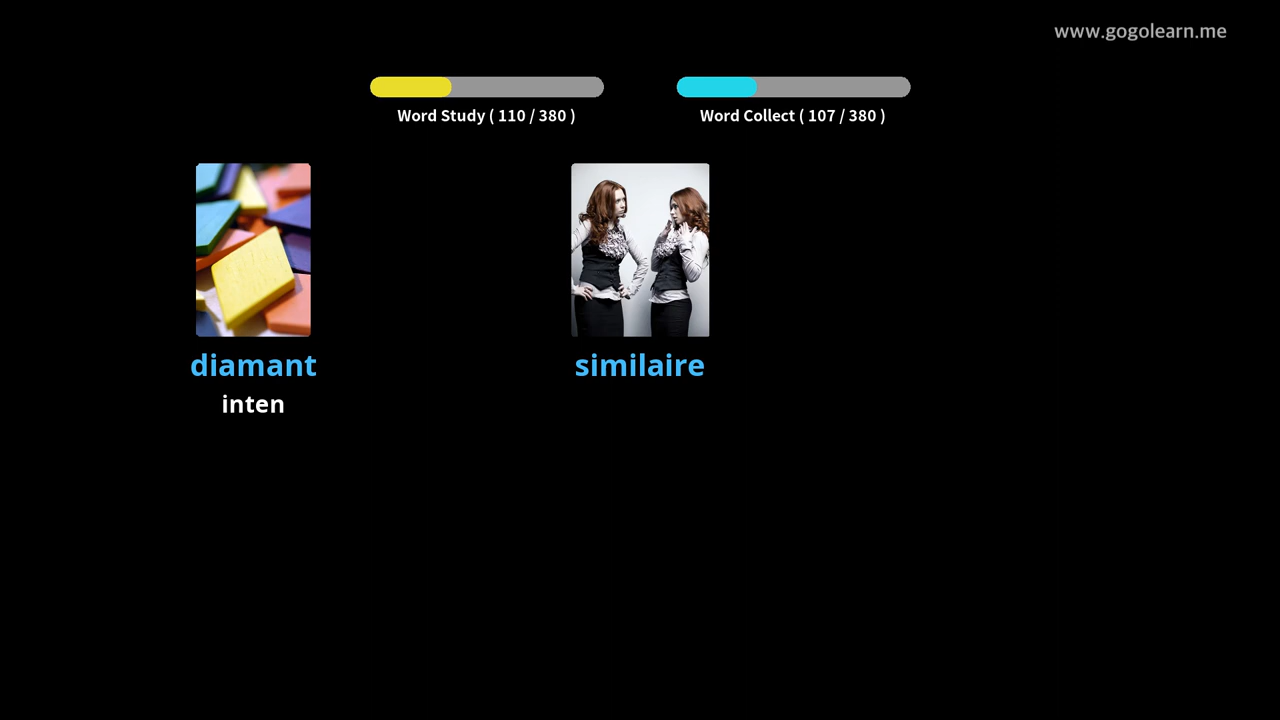 www.gogolearn.me
Word Study ( 110 / 380 )
Word Collect ( 107 / 380 )
diamant
similaire
inten